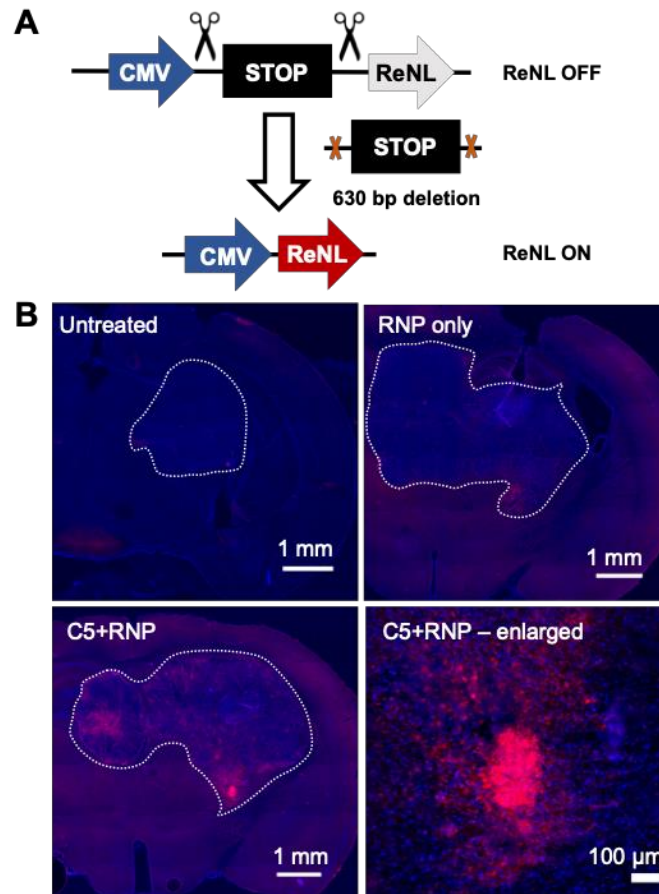 A
CMV STOP ReNL ReNL OFF
STOP
630 bp deletion
CMV ReNL ReNL ON
B
Untreated RNP only
1 mm 1 mm
C5+RNP C5+RNP – enlarged
1 mm 100 µm